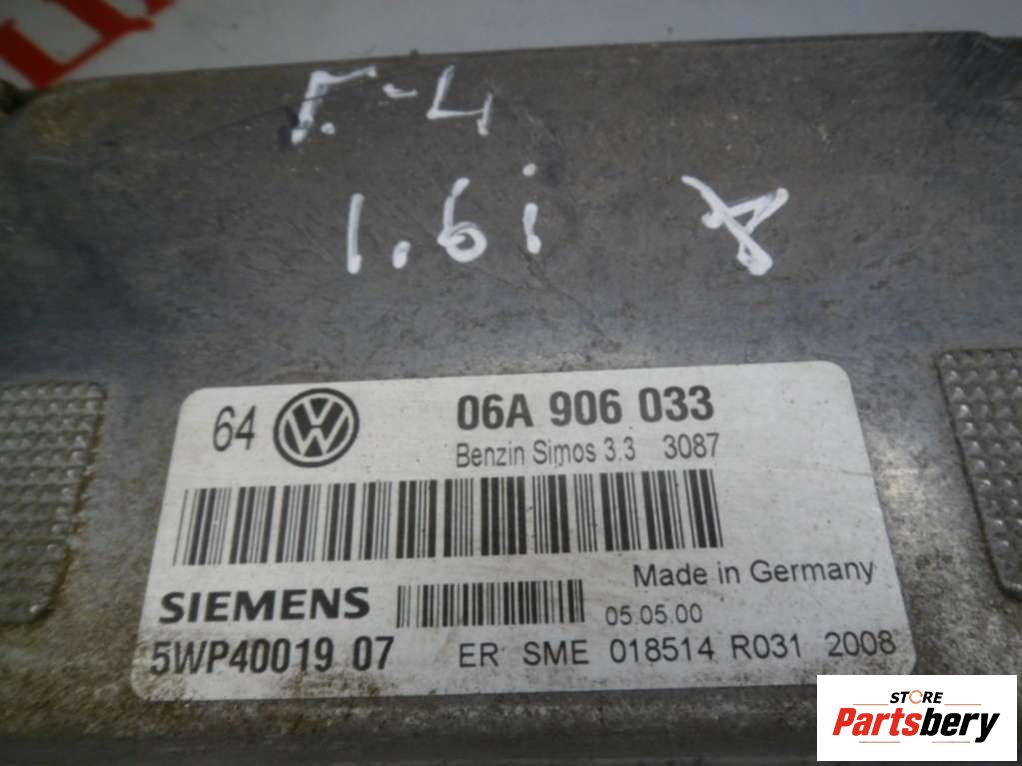 Г-4
1.6i
64 VW 06A 906 033
Benzin Simos 3.3 3087
Made in Germany
SIEMENS 05.05.00
5WP40019 07 ER SME 018514 R031 2008
STORE
Partsbery